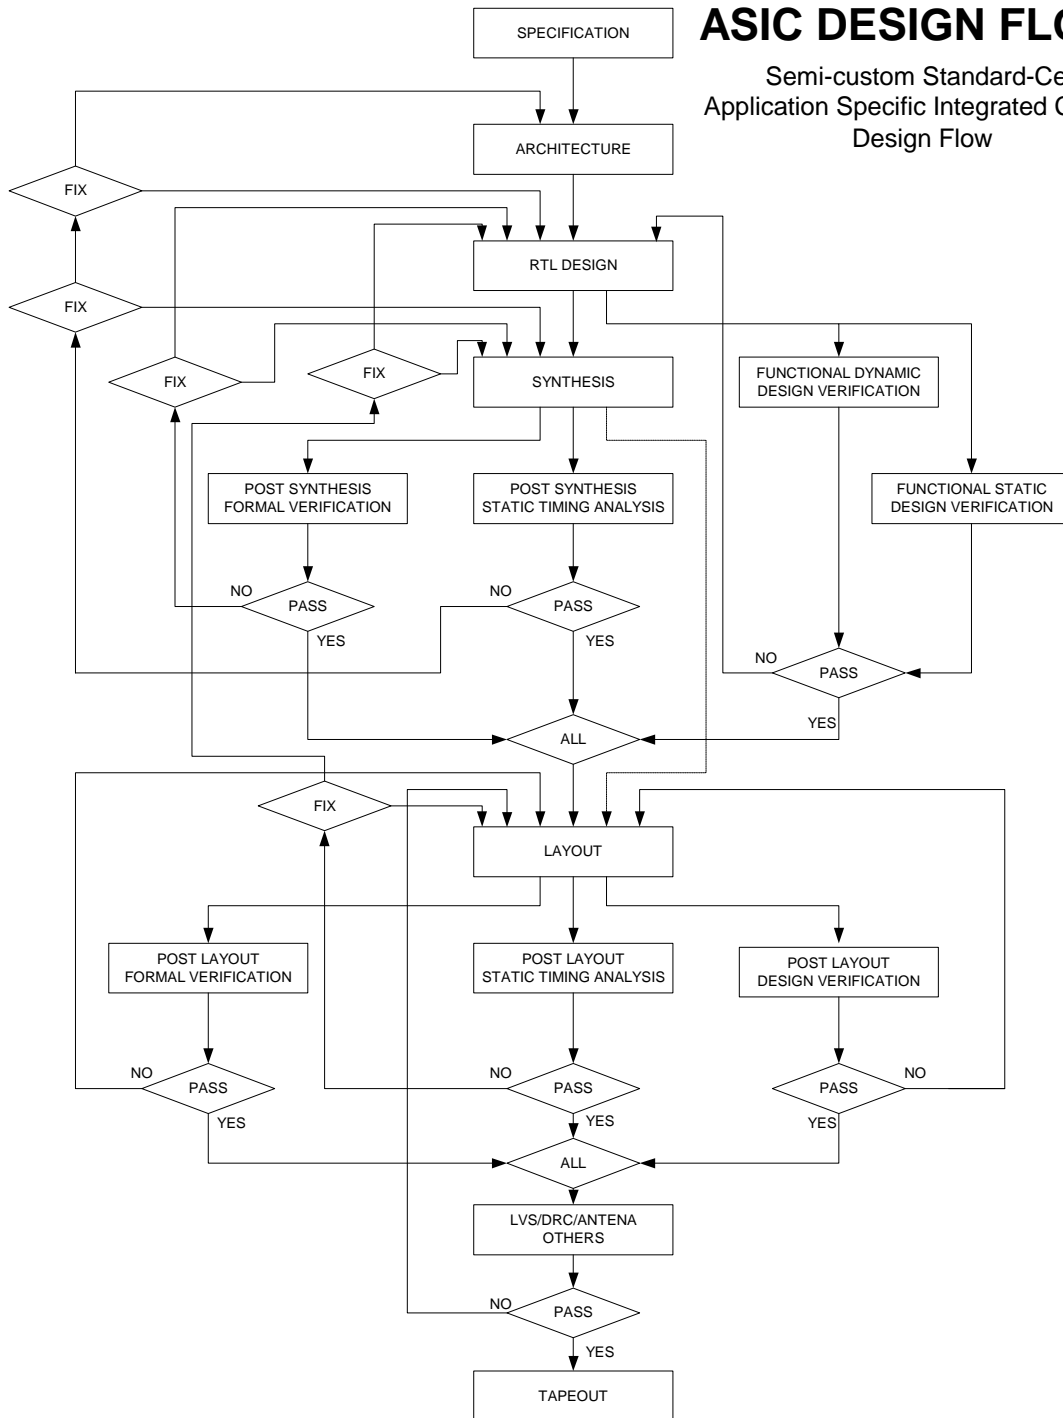 SPECIFICATION
ASIC DESIGN
Semi-custom
Application Specific Integrated
Design Flow
ARCHITECTURE
FIX
RTL DESIGN
FIX
FIX
FIX
SYNTHESIS
FUNCTIONAL DYNAMIC
DESIGN VERIFICATION
POST SYNTHESIS
FORMAL VERIFICATION
POST SYNTHESIS
STATIC TIMING ANALYSIS
FUNCTIONAL STATIC
DESIGN VERIFICATION
NO
PASS
YES
NO
PASS
YES
NO
PASS
YES
ALL
FIX
LAYOUT
POST LAYOUT
FORMAL VERIFICATION
POST LAYOUT
STATIC TIMING ANALYSIS
POST LAYOUT
DESIGN VERIFICATION
NO
PASS
YES
NO
PASS
YES
PASS
NO
YES
ALL
LVS/DRC/ANTENA
OTHERS
NO
PASS
YES
TAPEOUT